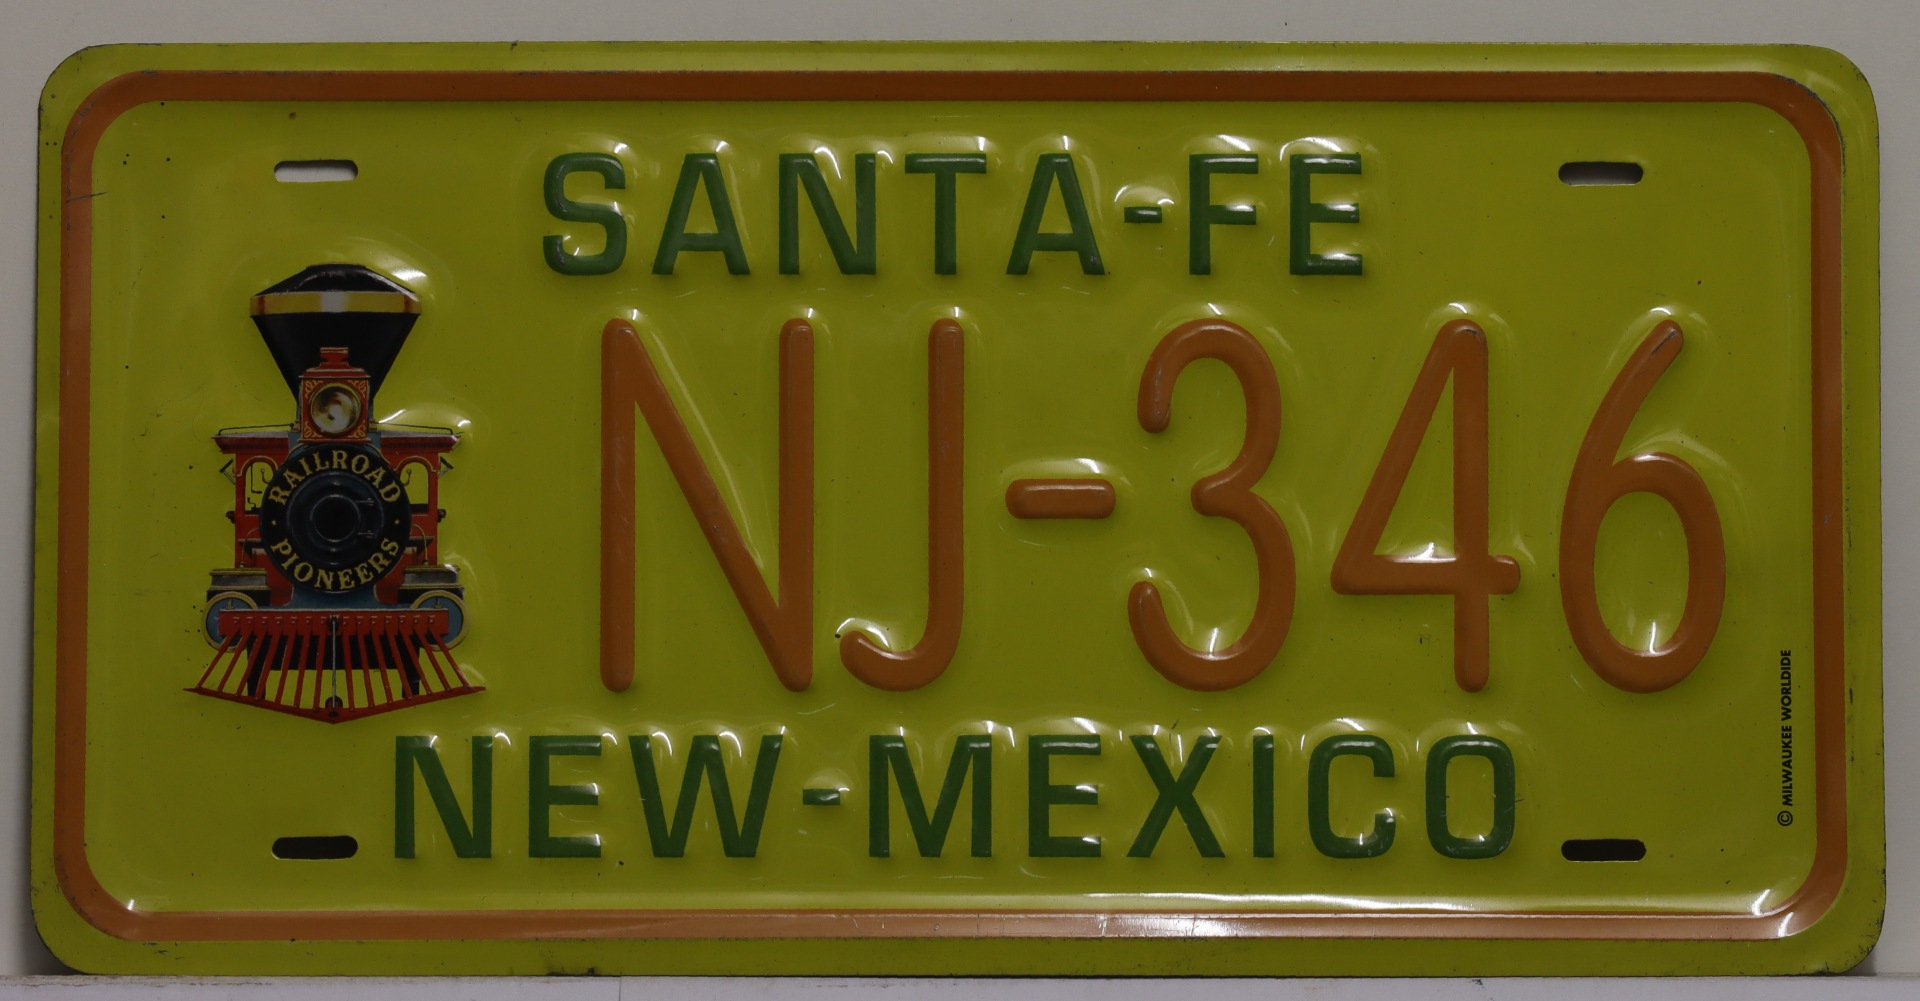 SANTA-FE
RAILROAD
PIONEERS
NJ-346
NEW-MEXICO
© MILWAUKEE WORLDIDE